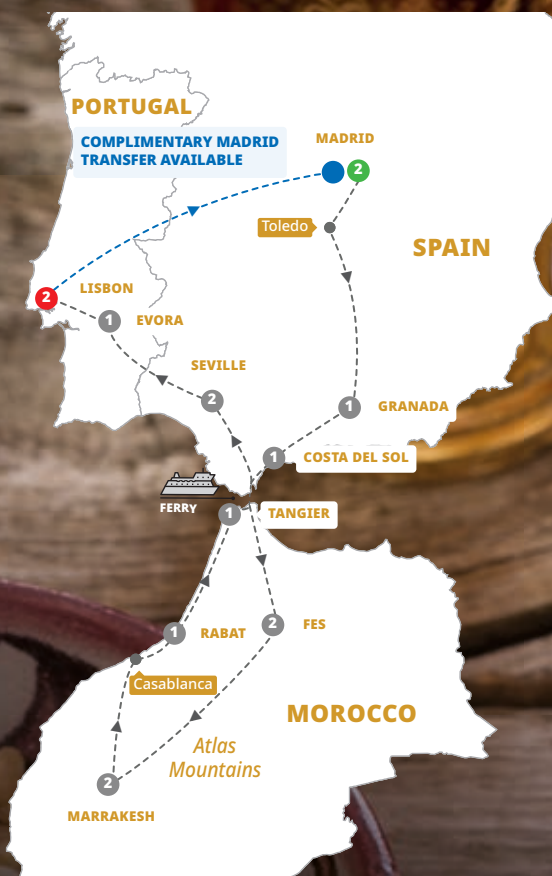 PORTUGAL
COMPLIMENTARY MADRID
TRANSFER AVAILABLE
MADRID
2
Toledo
SPAIN
LISBON
2
1
EVORA
SEVILLE
2
1
GRANADA
1
COSTA DEL SOL
FERRY
1
TANGIER
1
RABAT
2
FES
Casablanca
MOROCCO
Atlas
Mountains
2
MARRAKESH